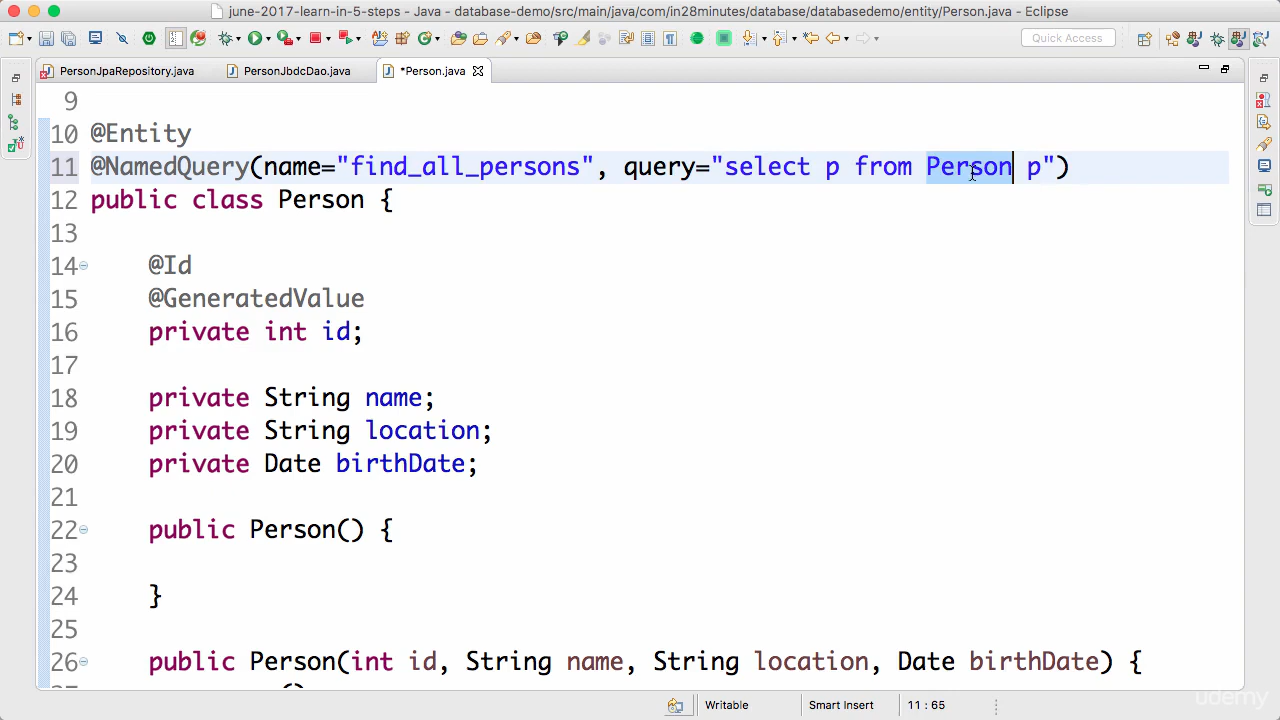 june-2017-learn-in-5-steps - Java - database-demo/src/main/java/com/in28minutes/database/databasedemo/entity/Person.java - Eclipse
Quick Access
PersonJpaRepository.java PersonJbdcDao.java *Person.java
9
10 @Entity
11 @NamedQuery(name="find_all_persons", query="select p from Person p")
12 public class Person {
13
14 @Id
15 @GeneratedValue
16 private int id;
17
18 private String name;
19 private String location;
20 private Date birthDate;
21
22 public Person() {
23
24 }
25
26 public Person(int id, String name, String location, Date birthDate) {
Writable Smart Insert 11 : 65
udemy